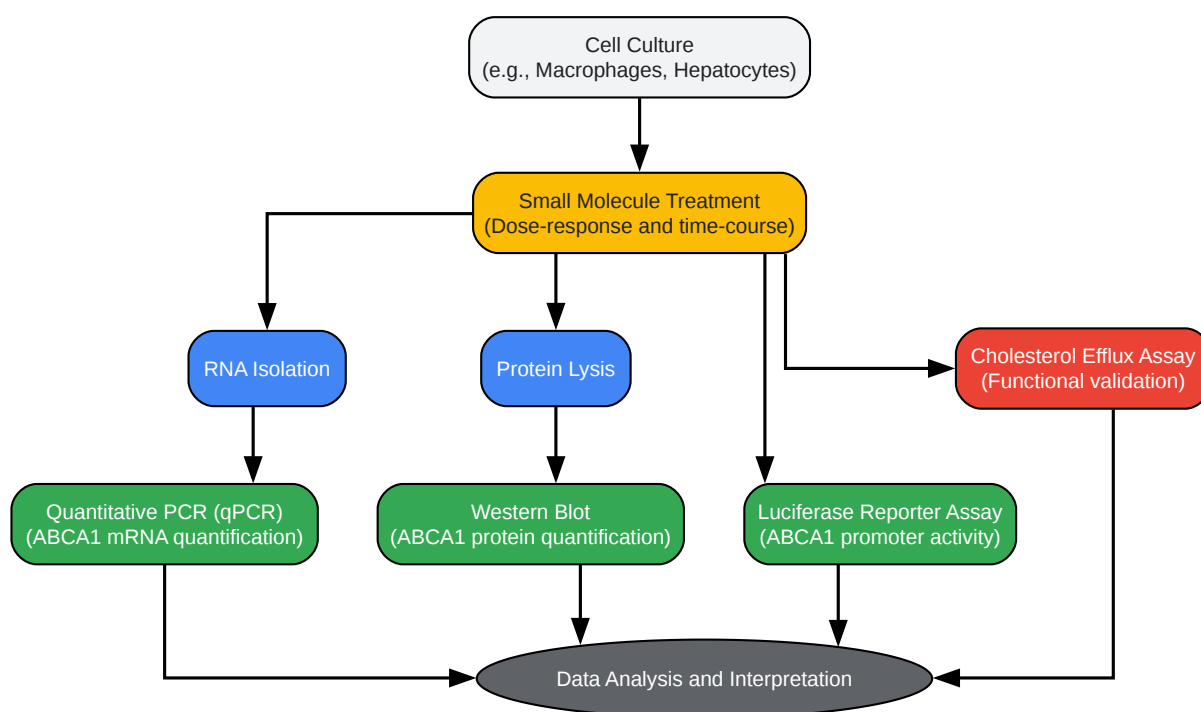 Cell Culture
(e.g., Macrophages, Hepatocytes)
Small Molecule Treatment
(Dose-response and time-course)
RNA Isolation
Protein Lysis
Cholesterol Efflux Assay
(Functional validation)
Quantitative PCR (qPCR)
(ABCA1 mRNA quantification)
Western Blot
(ABCA1 protein quantification)
Luciferase Reporter Assay
(ABCA1 promoter activity)
Data Analysis and Interpretation